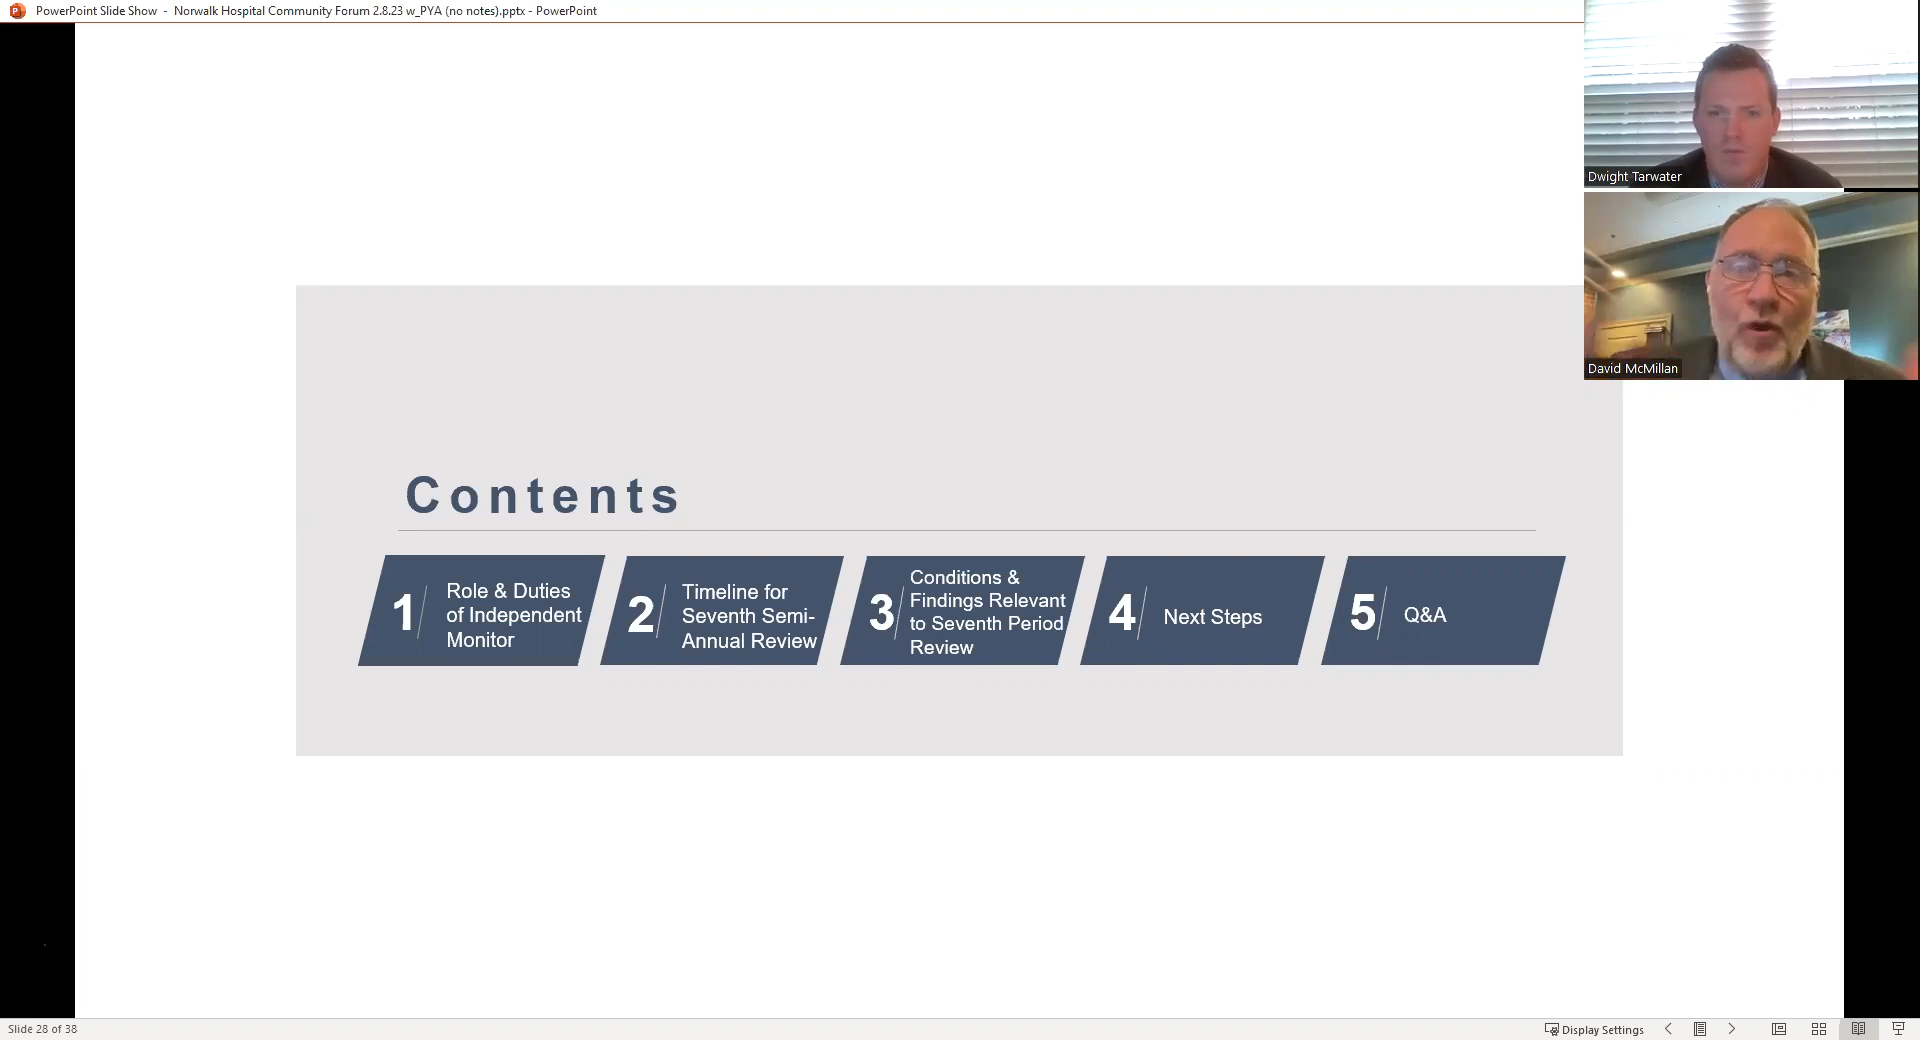 PowerPoint Slide Show - Norwalk Hospital Community Forum 2.8.23 w_PYA (no notes).pptx - PowerPoint
Dwight Tarwater
David McMillan
Contents
1
Role & Duties
of Independent
Monitor
2
Timeline for
Seventh Semi-
Annual Review
3
Conditions &
Findings Relevant
to Seventh Period
Review
4
Next Steps
5
Q&A
Slide 28 of 38
Display Settings